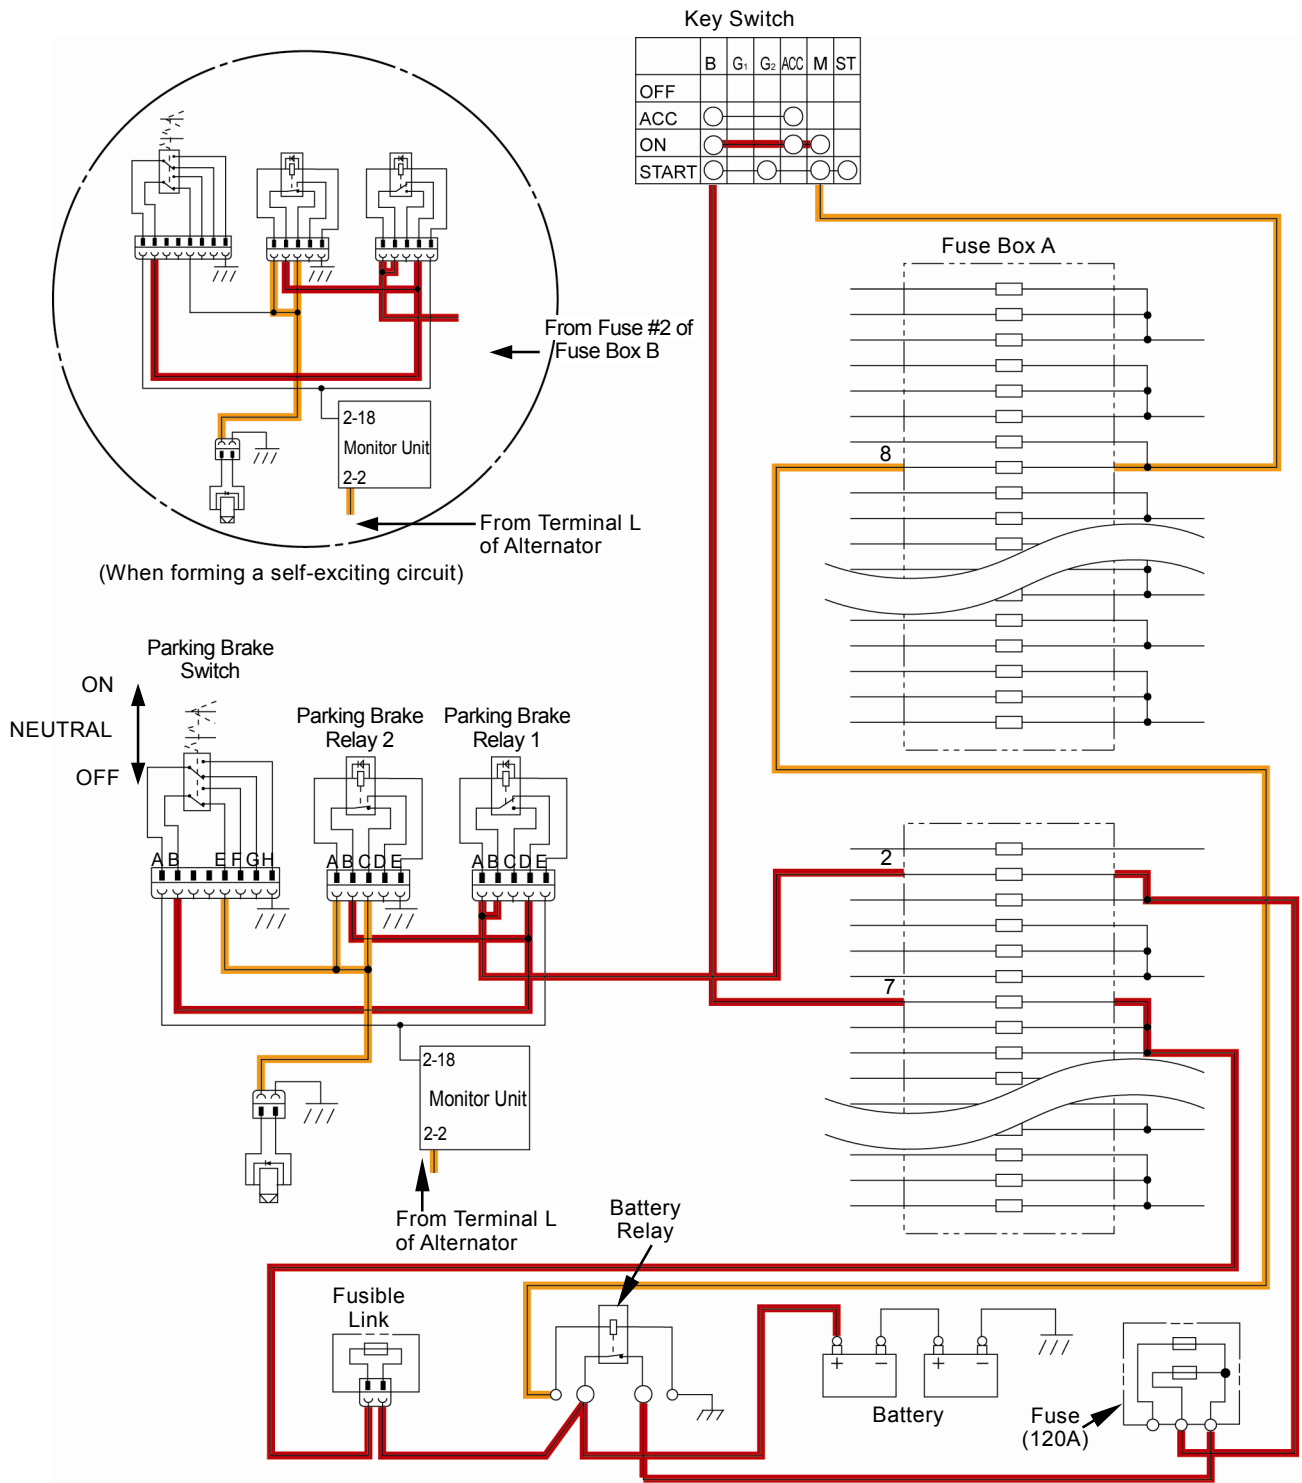 Key Switch
B G₁ G₂ ACC M ST
OFF
ACC
ON
START
Fuse Box A
From Fuse #2 of
Fuse Box B
2-18
Monitor Unit
2-2
8
From Terminal L
of Alternator
(When forming a self-exciting circuit)
Parking Brake
Switch
ON
NEUTRAL
OFF
Parking Brake
Relay 2
Parking Brake
Relay 1
A B E F G H
A B C D E
A B C D E
2
7
2-18
Monitor Unit
2-2
From Terminal L
of Alternator
Battery
Relay
Fusible
Link
+ − + −
Battery
Fuse
(120A)